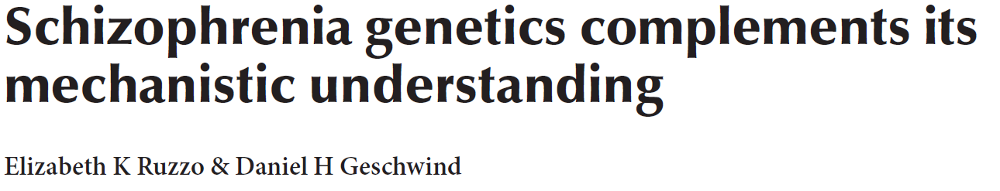 Schizophrenia genetics complements its
mechanistic understanding
Elizabeth K Ruzzo & Daniel H Geschwind